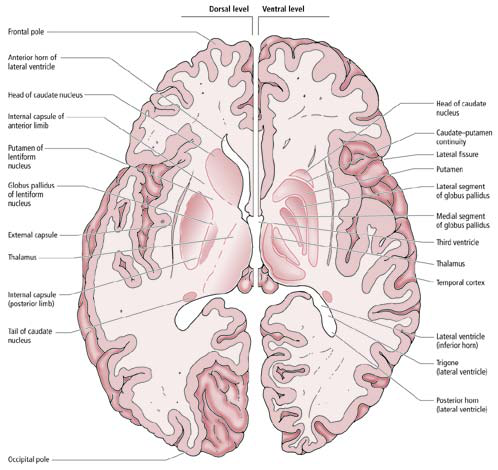 Dorsal level
Ventral level
Frontal pole
Anterior horn of
lateral ventricle
Head of caudate nucleus
Internal capsule of
anterior limib
Putamen of
lentiform
nucleus
Globus pallidus
of lentiform
nucleus
External capsule
Thalamus
Internal capsule
(posterior limb)
Tail of caudate
nucleus
Occipital pole
Head of caudate
nucleus
Caudate–putamen
continuity
Lateral fissure
Putamen
Lateral segment
of globus pallidus
Medial segment
of globus pallidus
Third ventricle
Thalamus
Temporal cortex
Lateral ventricle
(inferior horn)
Trigone
(lateral ventricle)
Posterior horn
(lateral ventricle)